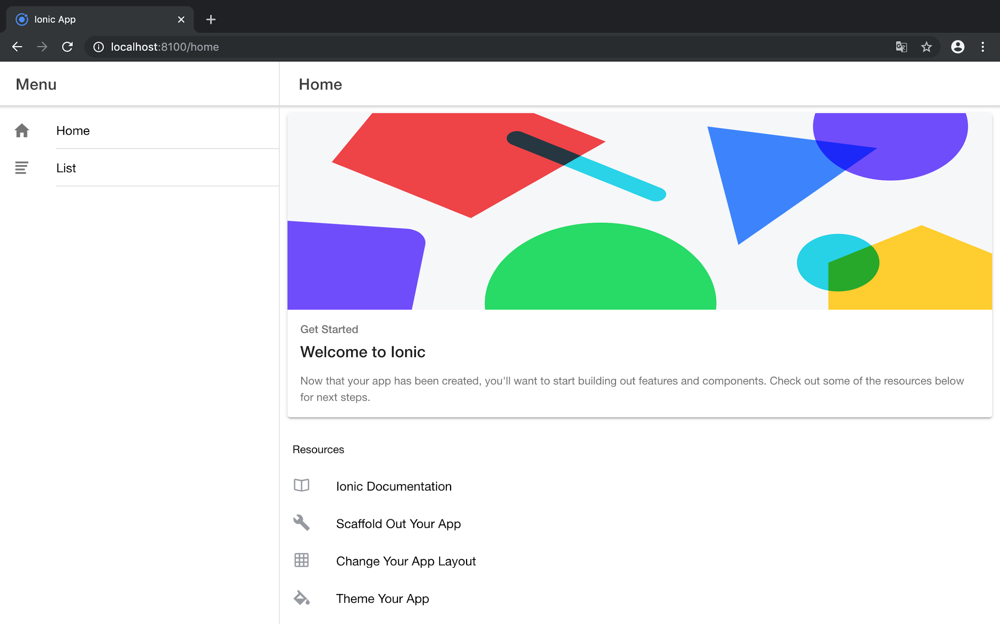 Ionic App
localhost:8100/home
Menu
Home
Home
List
Get Started
Welcome to Ionic
Now that your app has been created, you'll want to start building out features and components. Check out some of the resources below
for next steps.
Resources
Ionic Documentation
Scaffold Out Your App
Change Your App Layout
Theme Your App